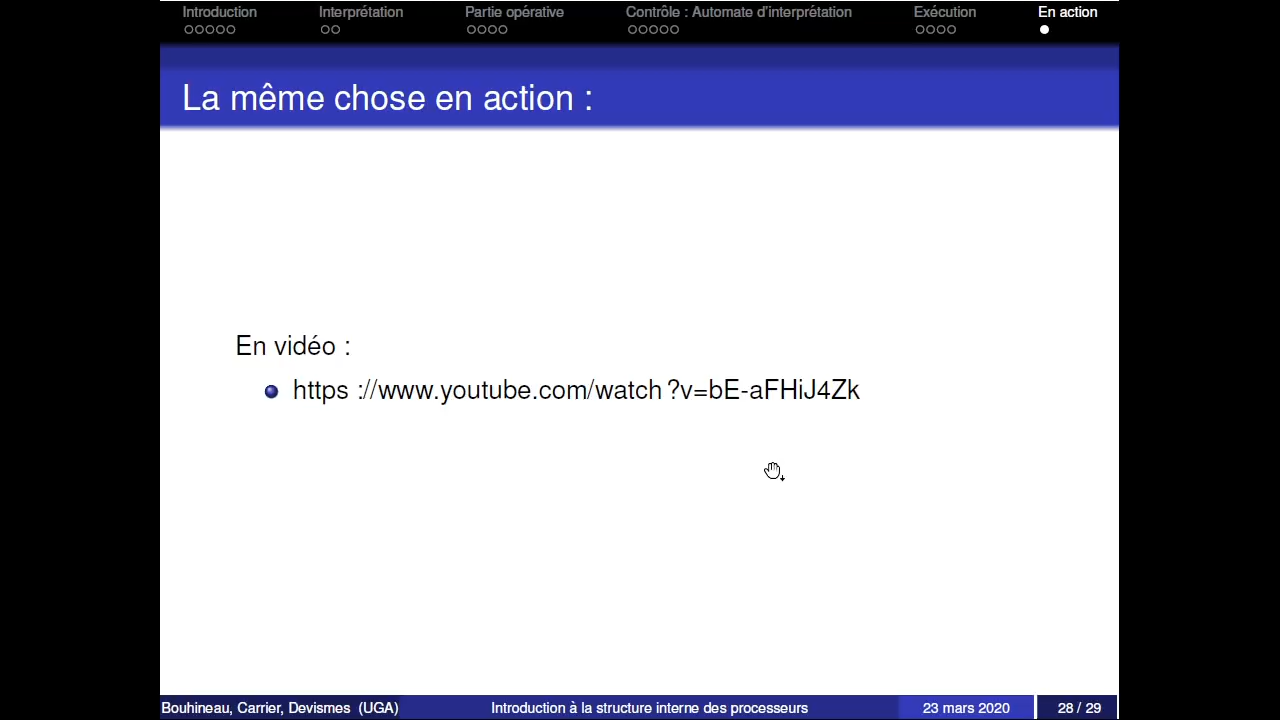 Introduction Interprétation Partie opérative Contrôle : Automate d'interprétation Exécution En action
La même chose en action :
En vidéo :
https ://www.youtube.com/watch ?v=bE-aFHiJ4Zk
Bouhineau, Carrier, Devismes (UGA) Introduction à la structure interne des processeurs 23 mars 2020 28 / 29